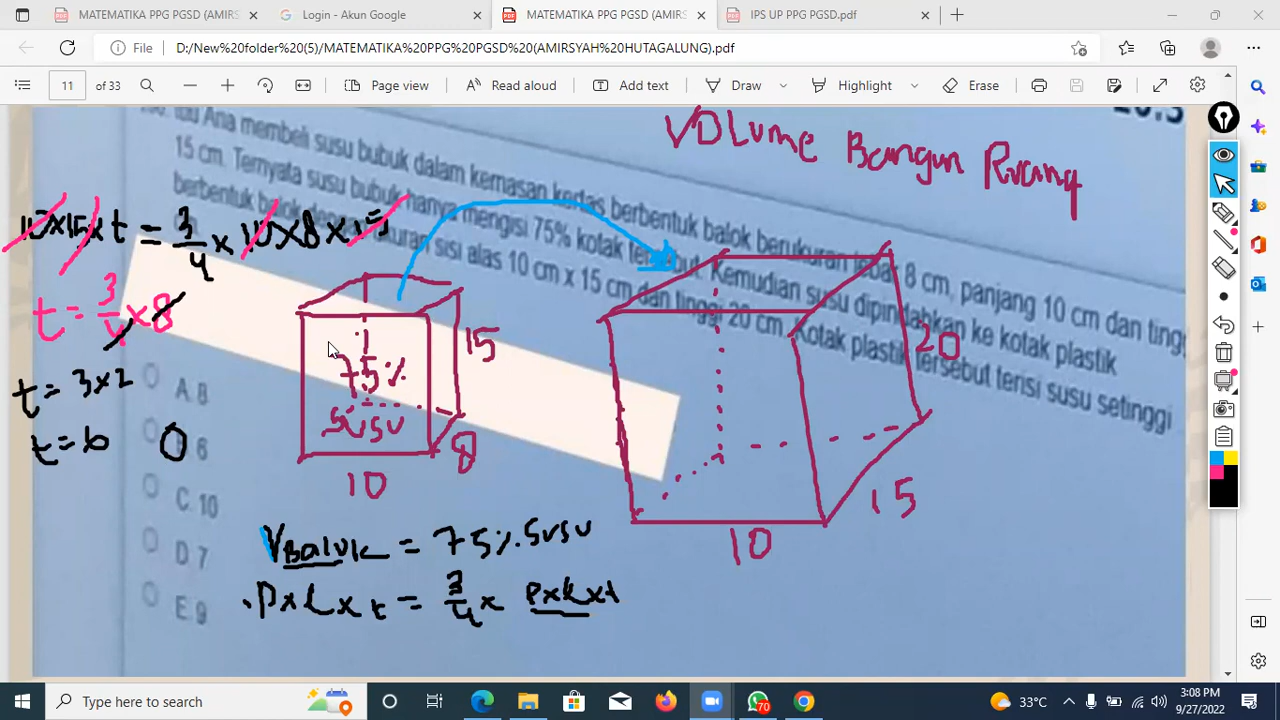 MATEMATIKA PPG PGSD (AMIRS
Login - Akun Google
MATEMATIKA PPG PGSD (AMIRS
IPS UP PPG PGSD.pdf
File
D:/New%20folder%20(5)/MATEMATIKA%20PPG%20PGSD%20(AMIRSYAH%20HUTAGALUNG).pdf
11 of 33
Page view
Read aloud
Add text
Draw
Highlight
Erase
Ibu Ana membeli susu bubuk dalam kemasan kertas berbentuk balok berukuran lebar 8 cm, panjang 10 cm dan tingg
15 cm. Ternyata susu bubuk hanya mengisi 75% kotak tersebut. Kemudian susu dipindahkan ke kotak plastik
berbentuk balok dengan ukuran sisi alas 10 cm x 15 cm dan tinggi 20 cm. Kotak plastik tersebut terisi susu setinggi
VOLume Bangun Ruang
10x15xt = 3/4 x 10x8x15
t = 3/4 x 8
t = 3x2
t = 6
A. 8
6
C. 10
D 7
E. 9
75%
susu
15
8
10
20
15
10
VBalok = 75%.susu
PxLxt = 3/4 x PxLxt
Type here to search
70
33°C
3:08 PM
9/27/2022